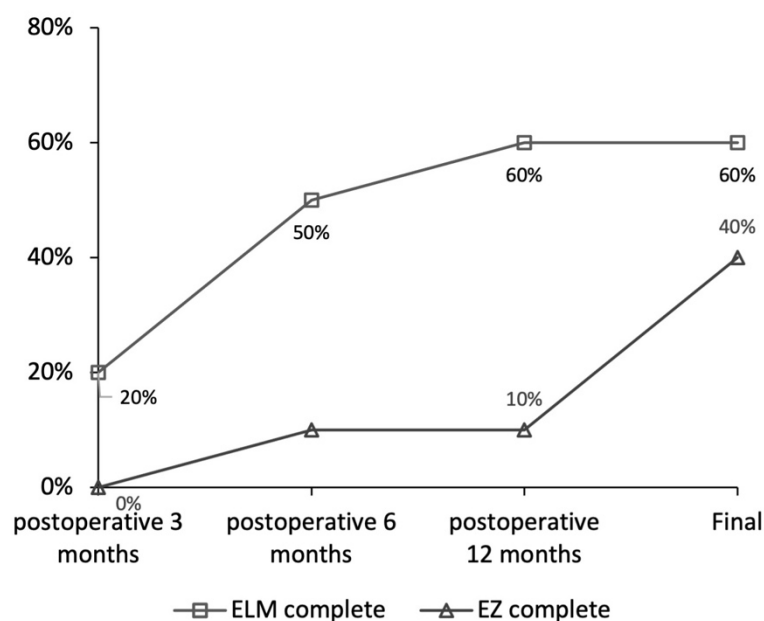 80%
60%
60%
60%
50%
40%
40%
20%
20%
10%
0%
0%
postoperative 3
months
postoperative 6
months
postoperative
12 months
Final
ELM complete
EZ complete